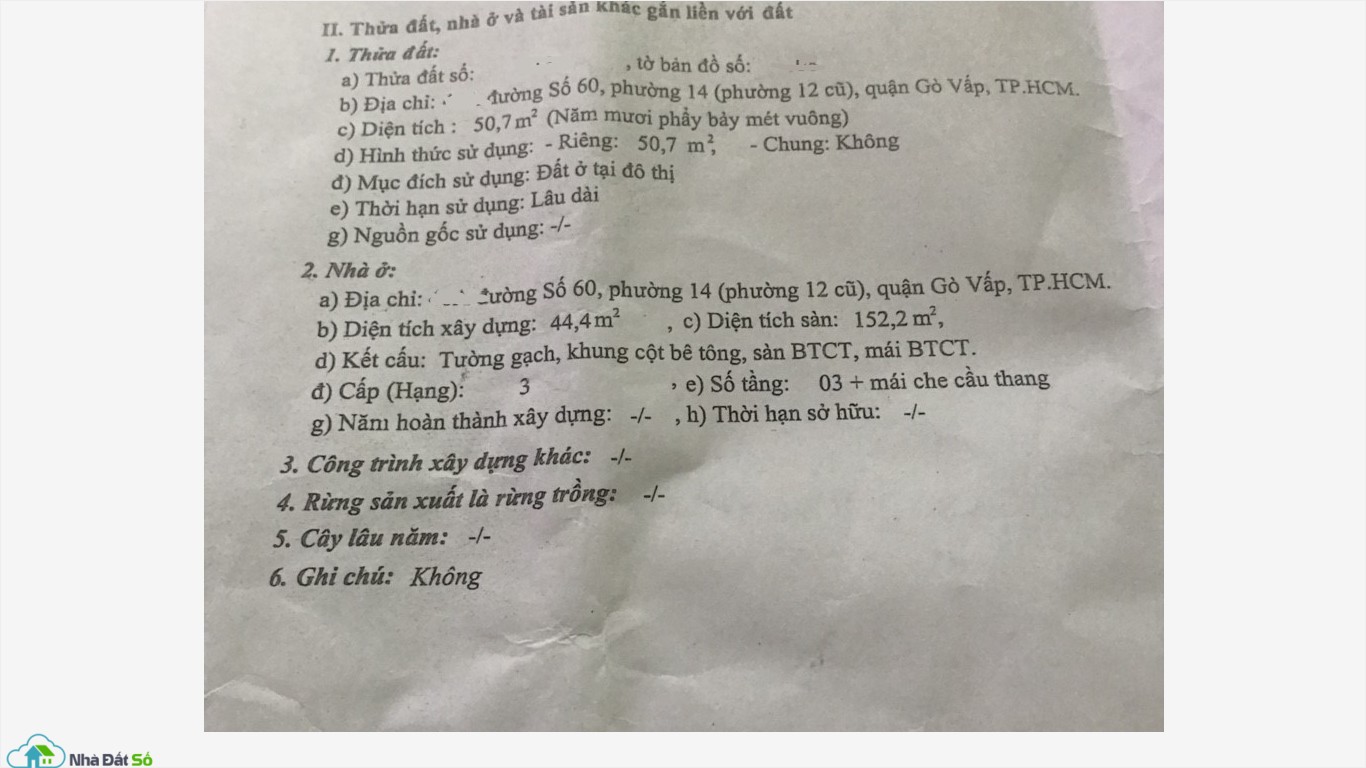 II. Thửa đất, nhà ở và tài sản khác gắn liền với đất
1. Thửa đất:
a) Thửa đất số: , tờ bản đồ số:
b) Địa chỉ: đường Số 60, phường 14 (phường 12 cũ), quận Gò Vấp, TP.HCM.
c) Diện tích : 50,7 m² (Năm mươi phẩy bảy mét vuông)
d) Hình thức sử dụng: - Riêng: 50,7 m², - Chung: Không
đ) Mục đích sử dụng: Đất ở tại đô thị
e) Thời hạn sử dụng: Lâu dài
g) Nguồn gốc sử dụng: -/-
2. Nhà ở:
a) Địa chỉ: đường Số 60, phường 14 (phường 12 cũ), quận Gò Vấp, TP.HCM.
b) Diện tích xây dựng: 44,4 m² , c) Diện tích sàn: 152,2 m²,
d) Kết cấu: Tường gạch, khung cột bê tông, sàn BTCT, mái BTCT.
đ) Cấp (Hạng): 3 , e) Số tầng: 03 + mái che cầu thang
g) Năm hoàn thành xây dựng: -/- , h) Thời hạn sở hữu: -/-
3. Công trình xây dựng khác: -/-
4. Rừng sản xuất là rừng trồng: -/-
5. Cây lâu năm: -/-
6. Ghi chú: Không
Nhà Đất Số